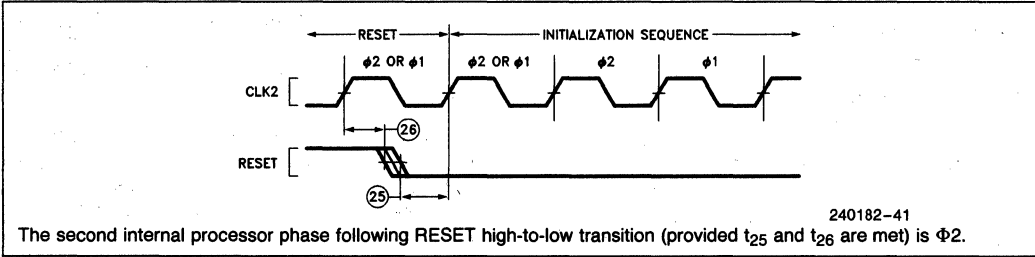 RESET
INITIALIZATION SEQUENCE
ϕ2 OR ϕ1
ϕ2 OR ϕ1
ϕ2
ϕ1
CLK2
26
RESET
25
240182-41
The second internal processor phase following RESET high-to-low transition (provided t25 and t26 are met) is Φ2.